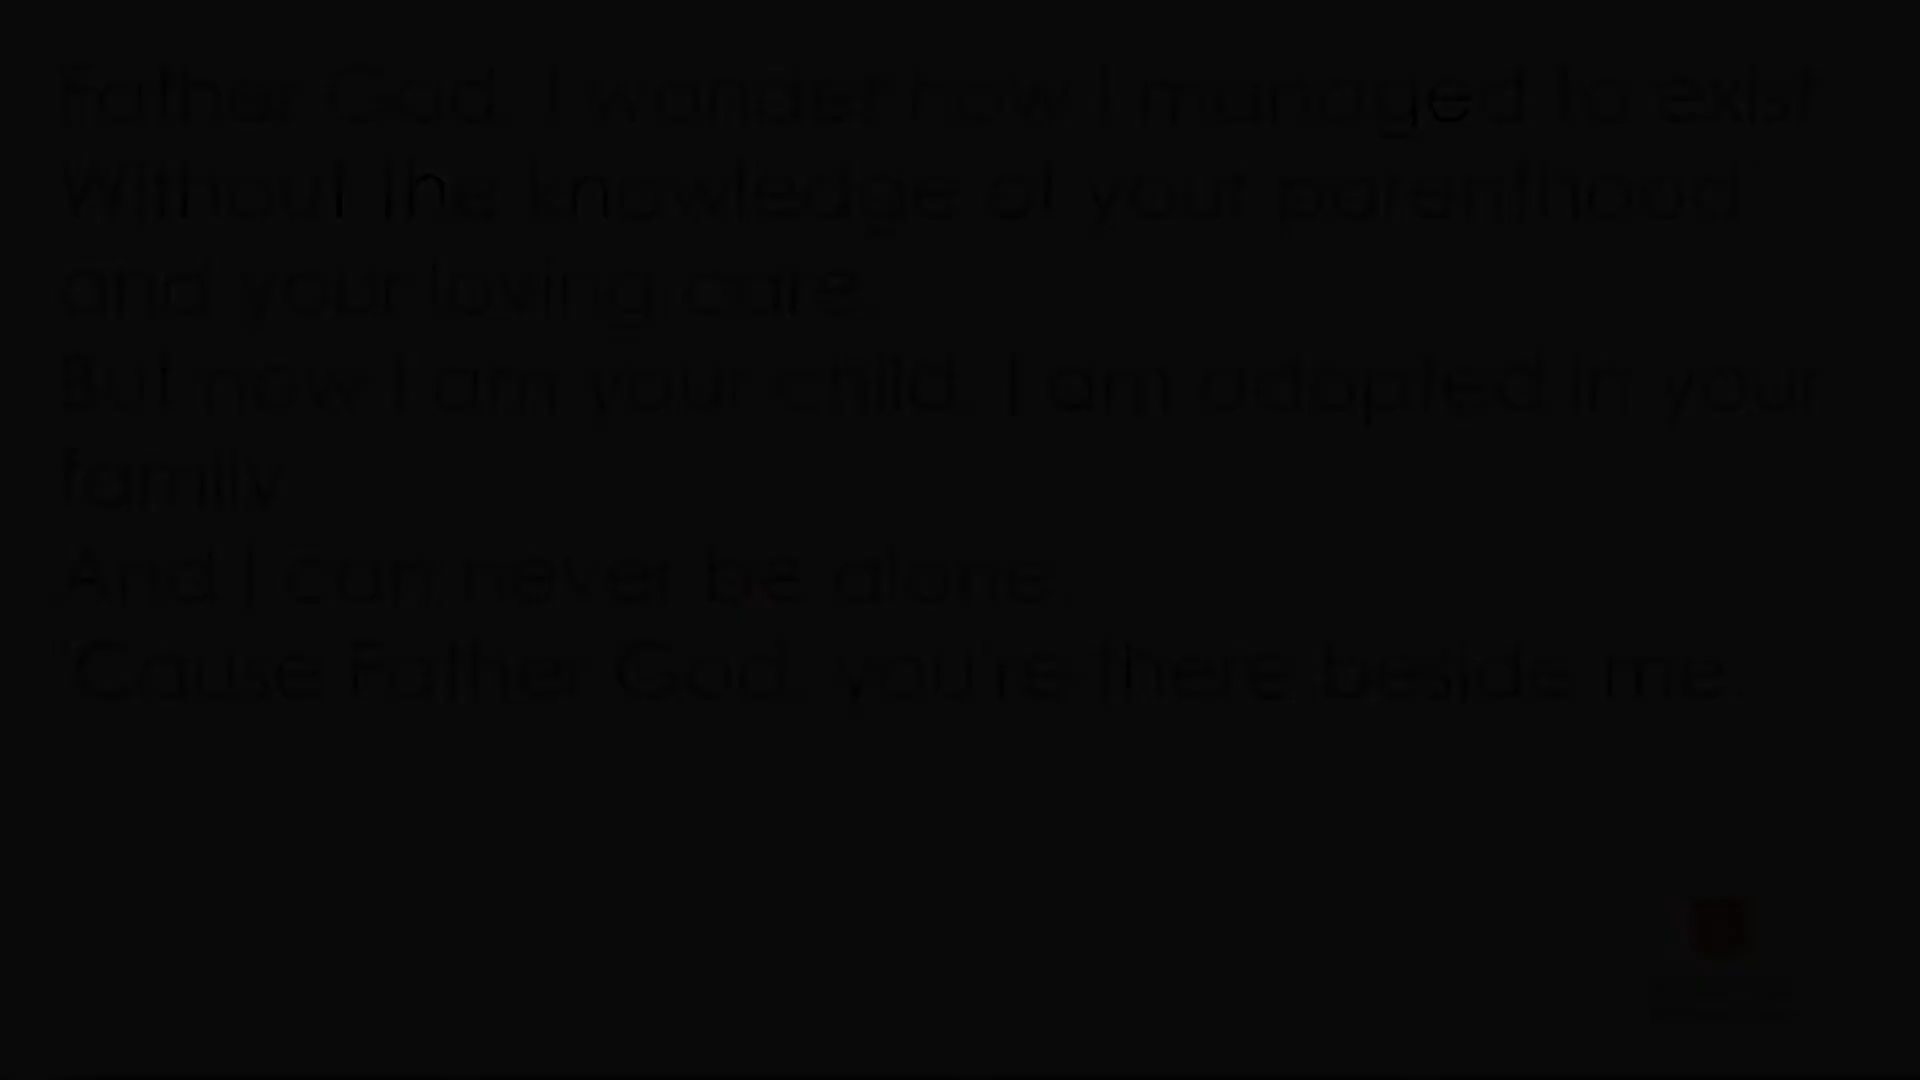 Father God, I wonder how I managed to exist
Without the knowledge of your parenthood
and your loving care.
But now I am your child, I am adopted in your
family
And I can never be alone
'Cause Father God, you're there beside me.